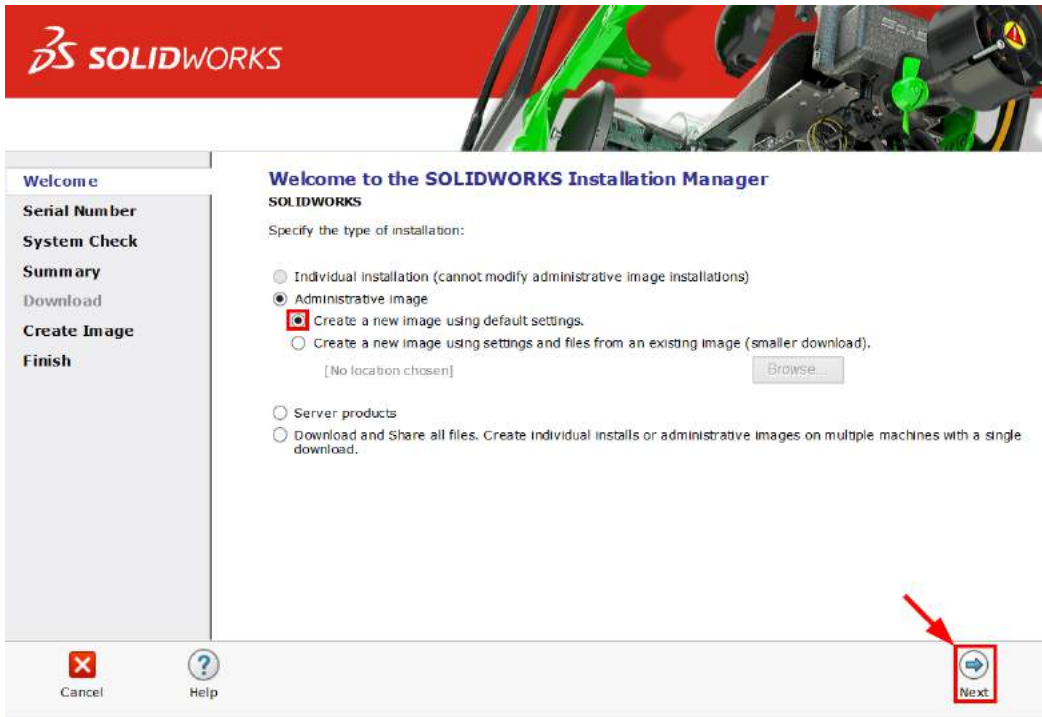 SOLIDWORKS
Welcome
Serial Number
System Check
Summary
Download
Create Image
Finish
Welcome to the SOLIDWORKS Installation Manager
SOLIDWORKS
Specify the type of installation:
Individual installation (cannot modify administrative image installations)
Administrative image
Create a new image using default settings.
Create a new image using settings and files from an existing image (smaller download).
[No location chosen]
Browse...
Server products
Download and Share all files. Create individual installs or administrative images on multiple machines with a single
download.
Cancel
Help
Next